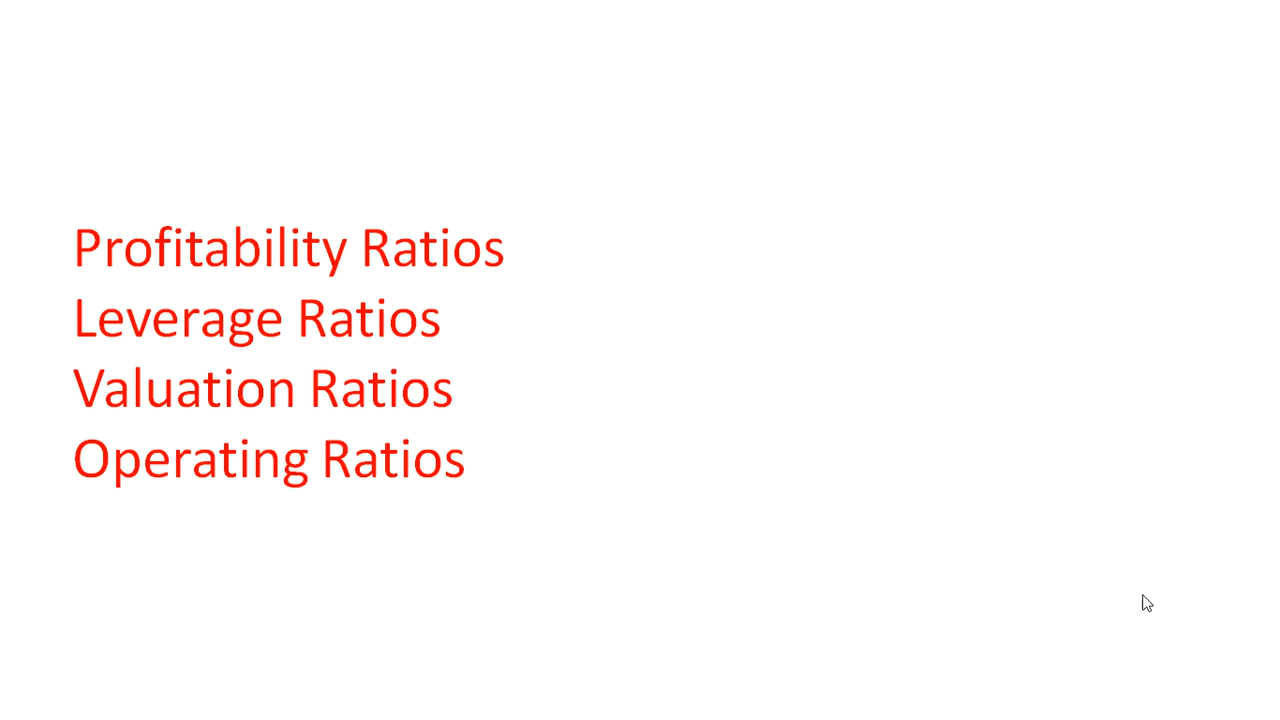 Profitability Ratios
Leverage Ratios
Valuation Ratios
Operating Ratios